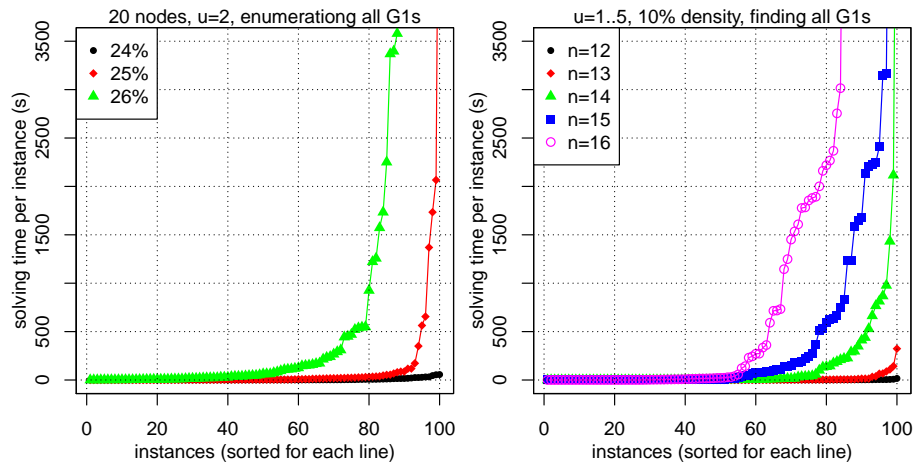 20 nodes, u=2, enumerationg all G1s
24%
25%
26%
solving time per instance (s)
0
500
1500
2500
3500
0 20 40 60 80 100
instances (sorted for each line)
u=1..5, 10% density, finding all G1s
n=12
n=13
n=14
n=15
n=16
solving time per instance (s)
0
500
1500
2500
3500
0 20 40 60 80 100
instances (sorted for each line)